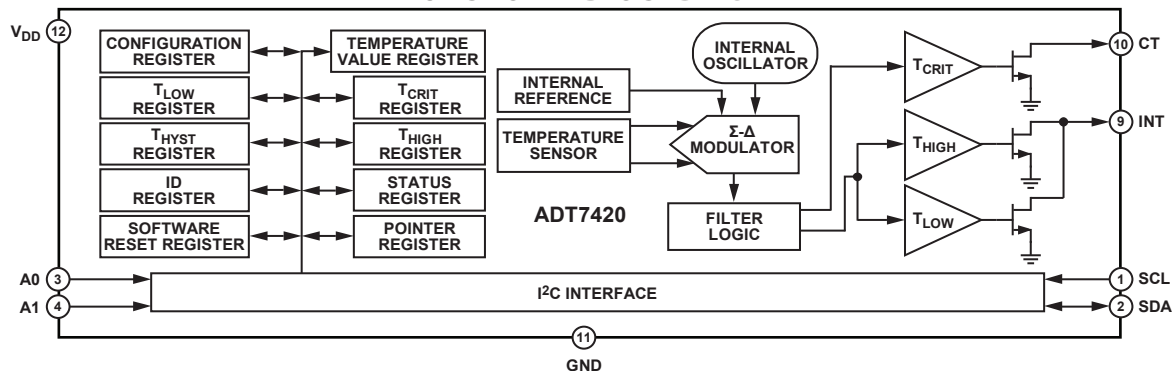 VDD 12
CONFIGURATION
REGISTER
TEMPERATURE
VALUE REGISTER
TLOW
REGISTER
TCRIT
REGISTER
THYST
REGISTER
THIGH
REGISTER
ID
REGISTER
STATUS
REGISTER
SOFTWARE
RESET REGISTER
POINTER
REGISTER
INTERNAL
OSCILLATOR
INTERNAL
REFERENCE
TEMPERATURE
SENSOR
Σ-Δ
MODULATOR
FILTER
LOGIC
ADT7420
TCRIT
10 CT
THIGH
9 INT
TLOW
A0 3
A1 4
I2C INTERFACE
1 SCL
2 SDA
11
GND